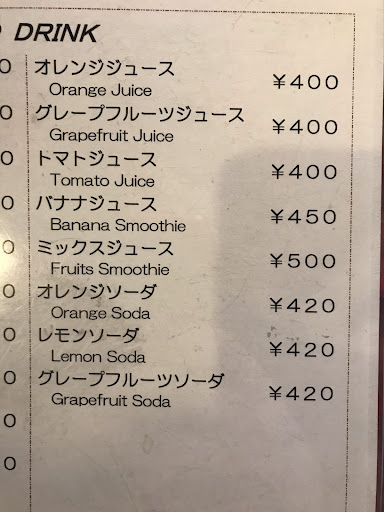 DRINK
オレンジジュース
Orange Juice ￥400
グレープフルーツジュース
Grapefruit Juice ￥400
トマトジュース
Tomato Juice ￥400
バナナジュース
Banana Smoothie ￥450
ミックスジュース
Fruits Smoothie ￥500
オレンジソーダ
Orange Soda ￥420
レモンソーダ
Lemon Soda ￥420
グレープフルーツソーダ
Grapefruit Soda ￥420